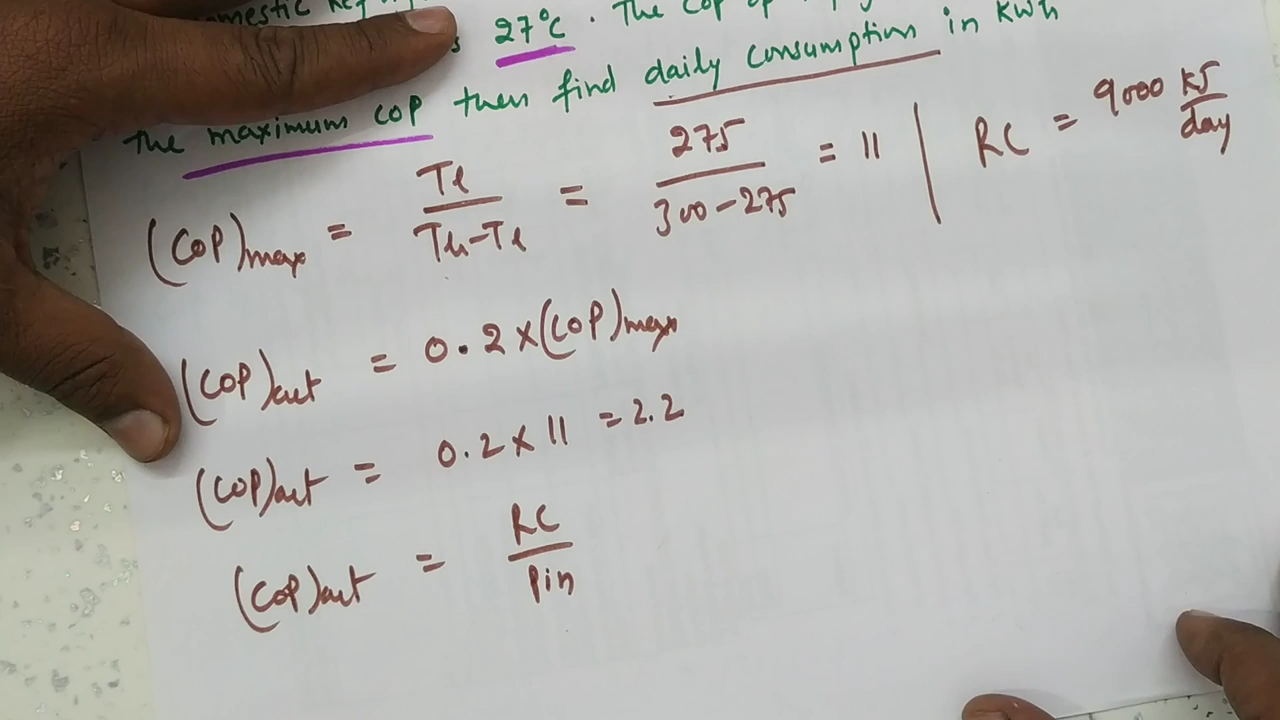 27°C . The COP of
the maximum COP then find daily consumption in KWh
(COP)max = Tl / Th-Tl = 275 / 300-275 = 11 | RC = 9000 KJ / day
(COP)act = 0.2 x (COP)max
(COP)act = 0.2 x 11 = 2.2
(COP)act = RC / Pin